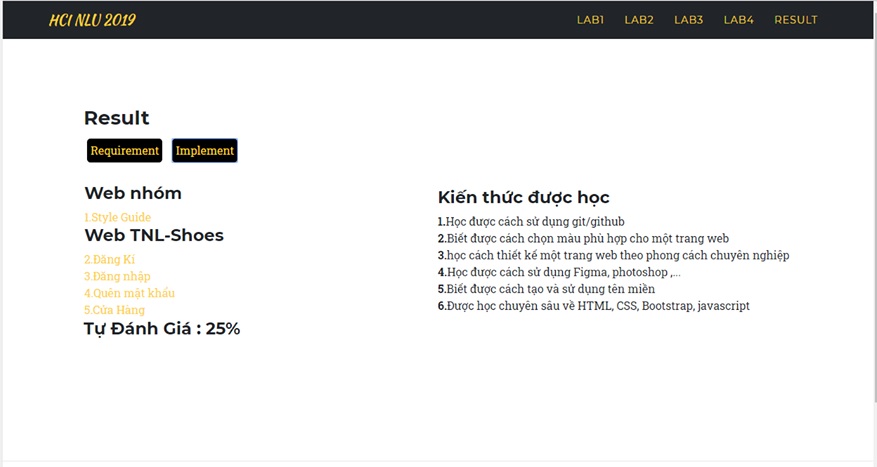 HCI NLU 2019
LAB1 LAB2 LAB3 LAB4 RESULT
Result
Requirement Implement
Web nhóm
1.Style Guide
Web TNL-Shoes
2.Đăng Kí
3.Đăng nhập
4.Quên mật khẩu
5.Cửa Hàng
Tự Đánh Giá : 25%
Kiến thức được học
1.Học được cách sử dụng git/github
2.Biết được cách chọn màu phù hợp cho một trang web
3.học cách thiết kế một trang web theo phong cách chuyên nghiệp
4.Học được cách sử dụng Figma, photoshop ,...
5.Biết được cách tạo và sử dụng tên miền
6.Được học chuyên sâu về HTML, CSS, Bootstrap, javascript